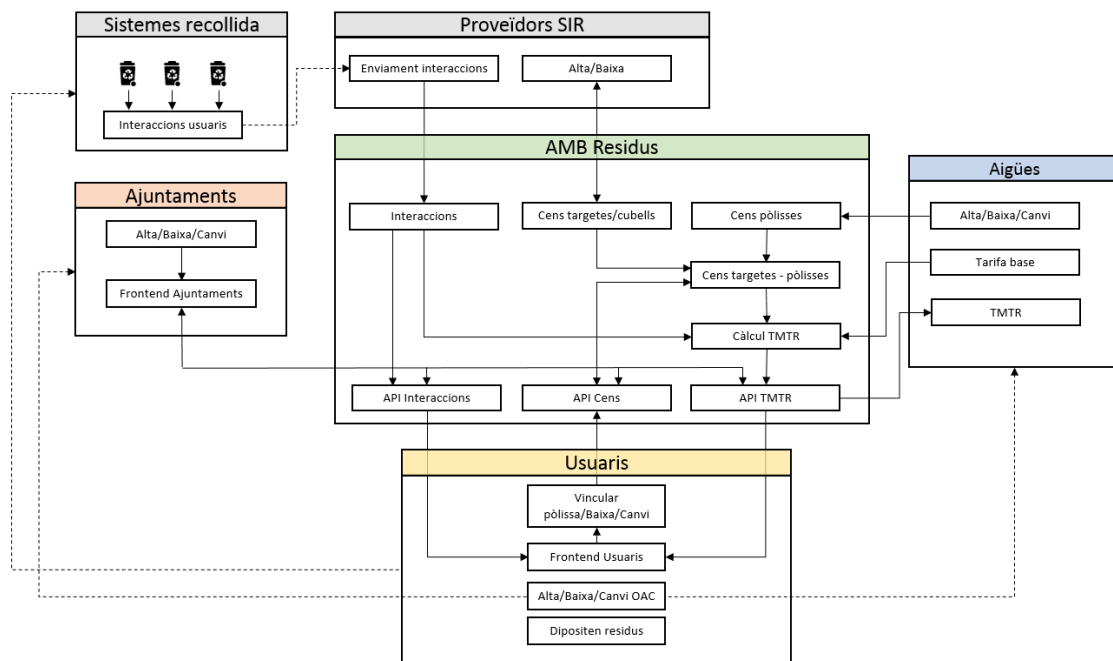 Sistemes recollida
Interaccions usuaris
Proveïdors SIR
Enviament interaccions
Alta/Baixa
AMB Residus
Interaccions
Cens targetes/cubells
Cens pòlisses
Cens targetes - pòlisses
Càlcul TMTR
API Interaccions
API Cens
API TMTR
Ajuntaments
Alta/Baixa/Canvi
Frontend Ajuntaments
Aigües
Alta/Baixa/Canvi
Tarifa base
TMTR
Usuaris
Vincular
pòlissa/Baixa/Canvi
Frontend Usuaris
Alta/Baixa/Canvi OAC
Dipositen residus